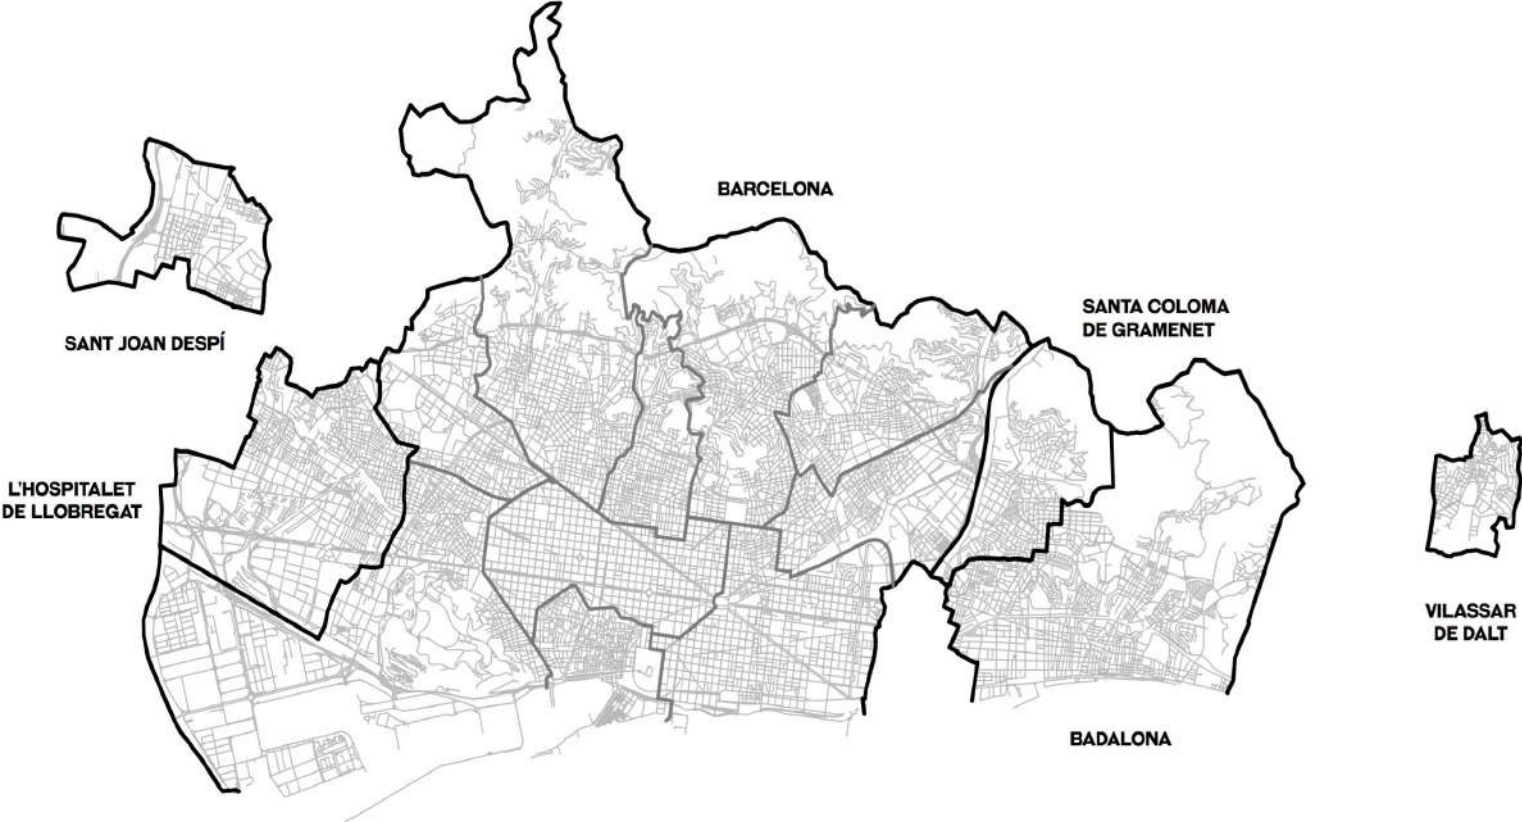 BARCELONA
SANTA COLOMA
DE GRAMENET
SANT JOAN DESPÍ
L'HOSPITALET
DE LLOBREGAT
VILASSAR
DE DALT
BADALONA